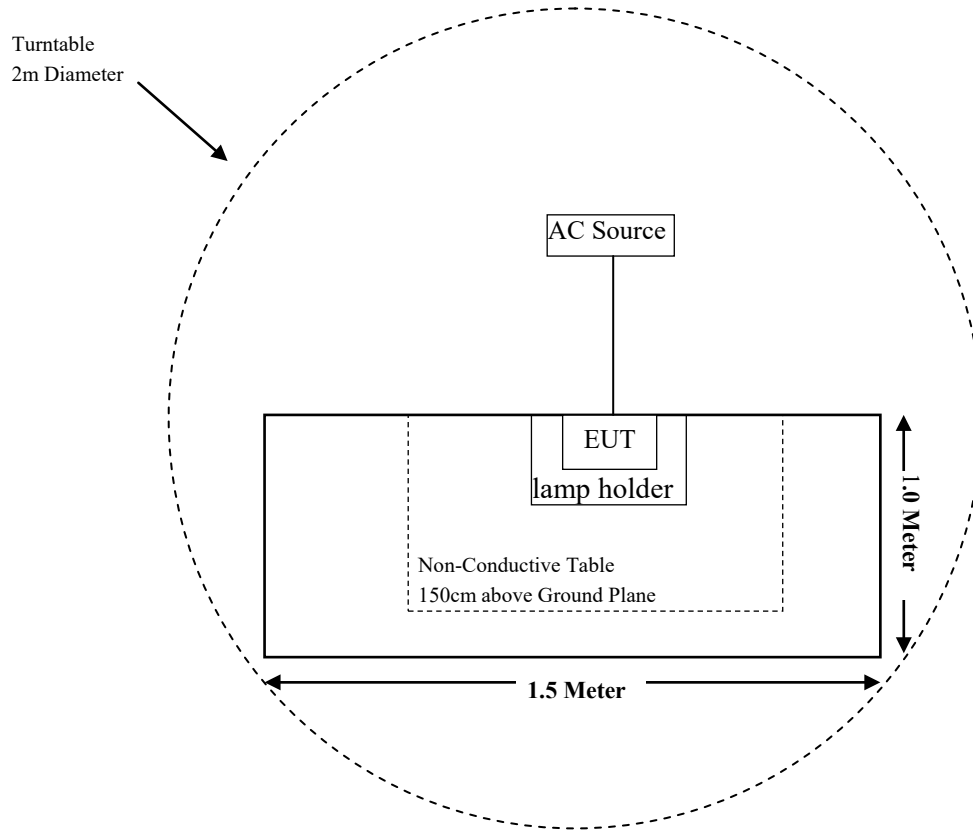 Turntable
2m Diameter
AC Source
EUT
lamp holder
1.0 Meter
Non-Conductive Table
150cm above Ground Plane
1.5 Meter